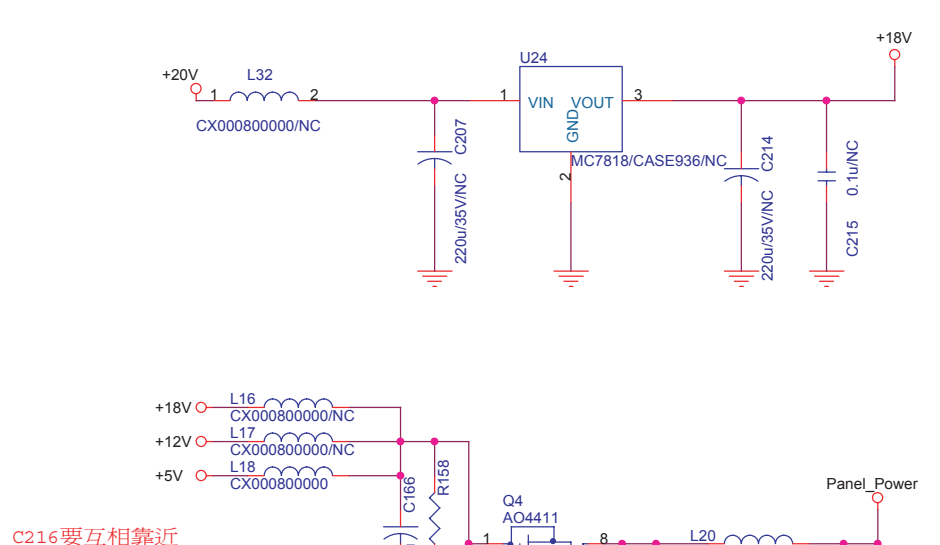 +18V
U24
+20V
L32
1
2
1
VIN
VOUT
3
GND
CX000800000/NC
C207
MC7818/CASE936/NC
2
C214
0.1u/NC
220u/35V/NC
220u/35V/NC
C215
+18V
L16
CX000800000/NC
+12V
L17
CX000800000/NC
+5V
L18
CX000800000
C166
R158
Panel_Power
Q4
AO4411
1
8
L20
C216要互相靠近